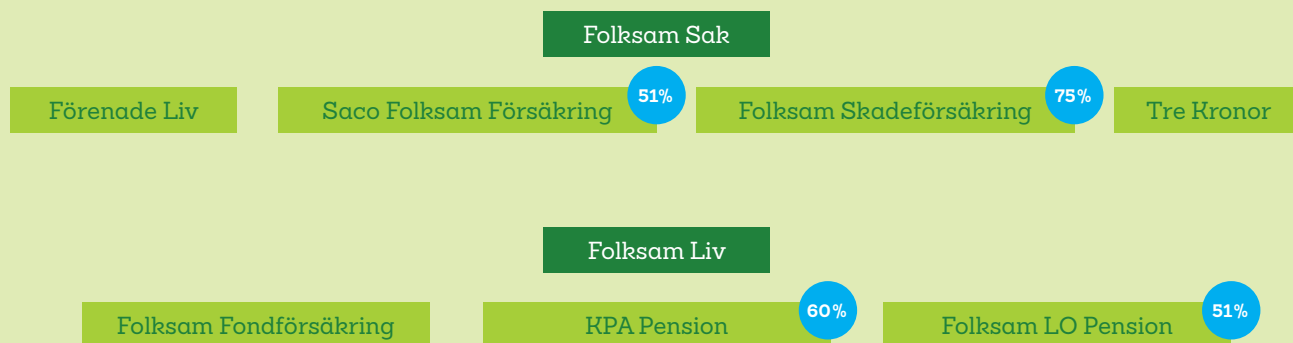 Folksam Sak
Förenade Liv
Saco Folksam Försäkring
51%
Folksam Skadeförsäkring
75%
Tre Kronor
Folksam Liv
Folksam Fondförsäkring
KPA Pension
60%
Folksam LO Pension
51%